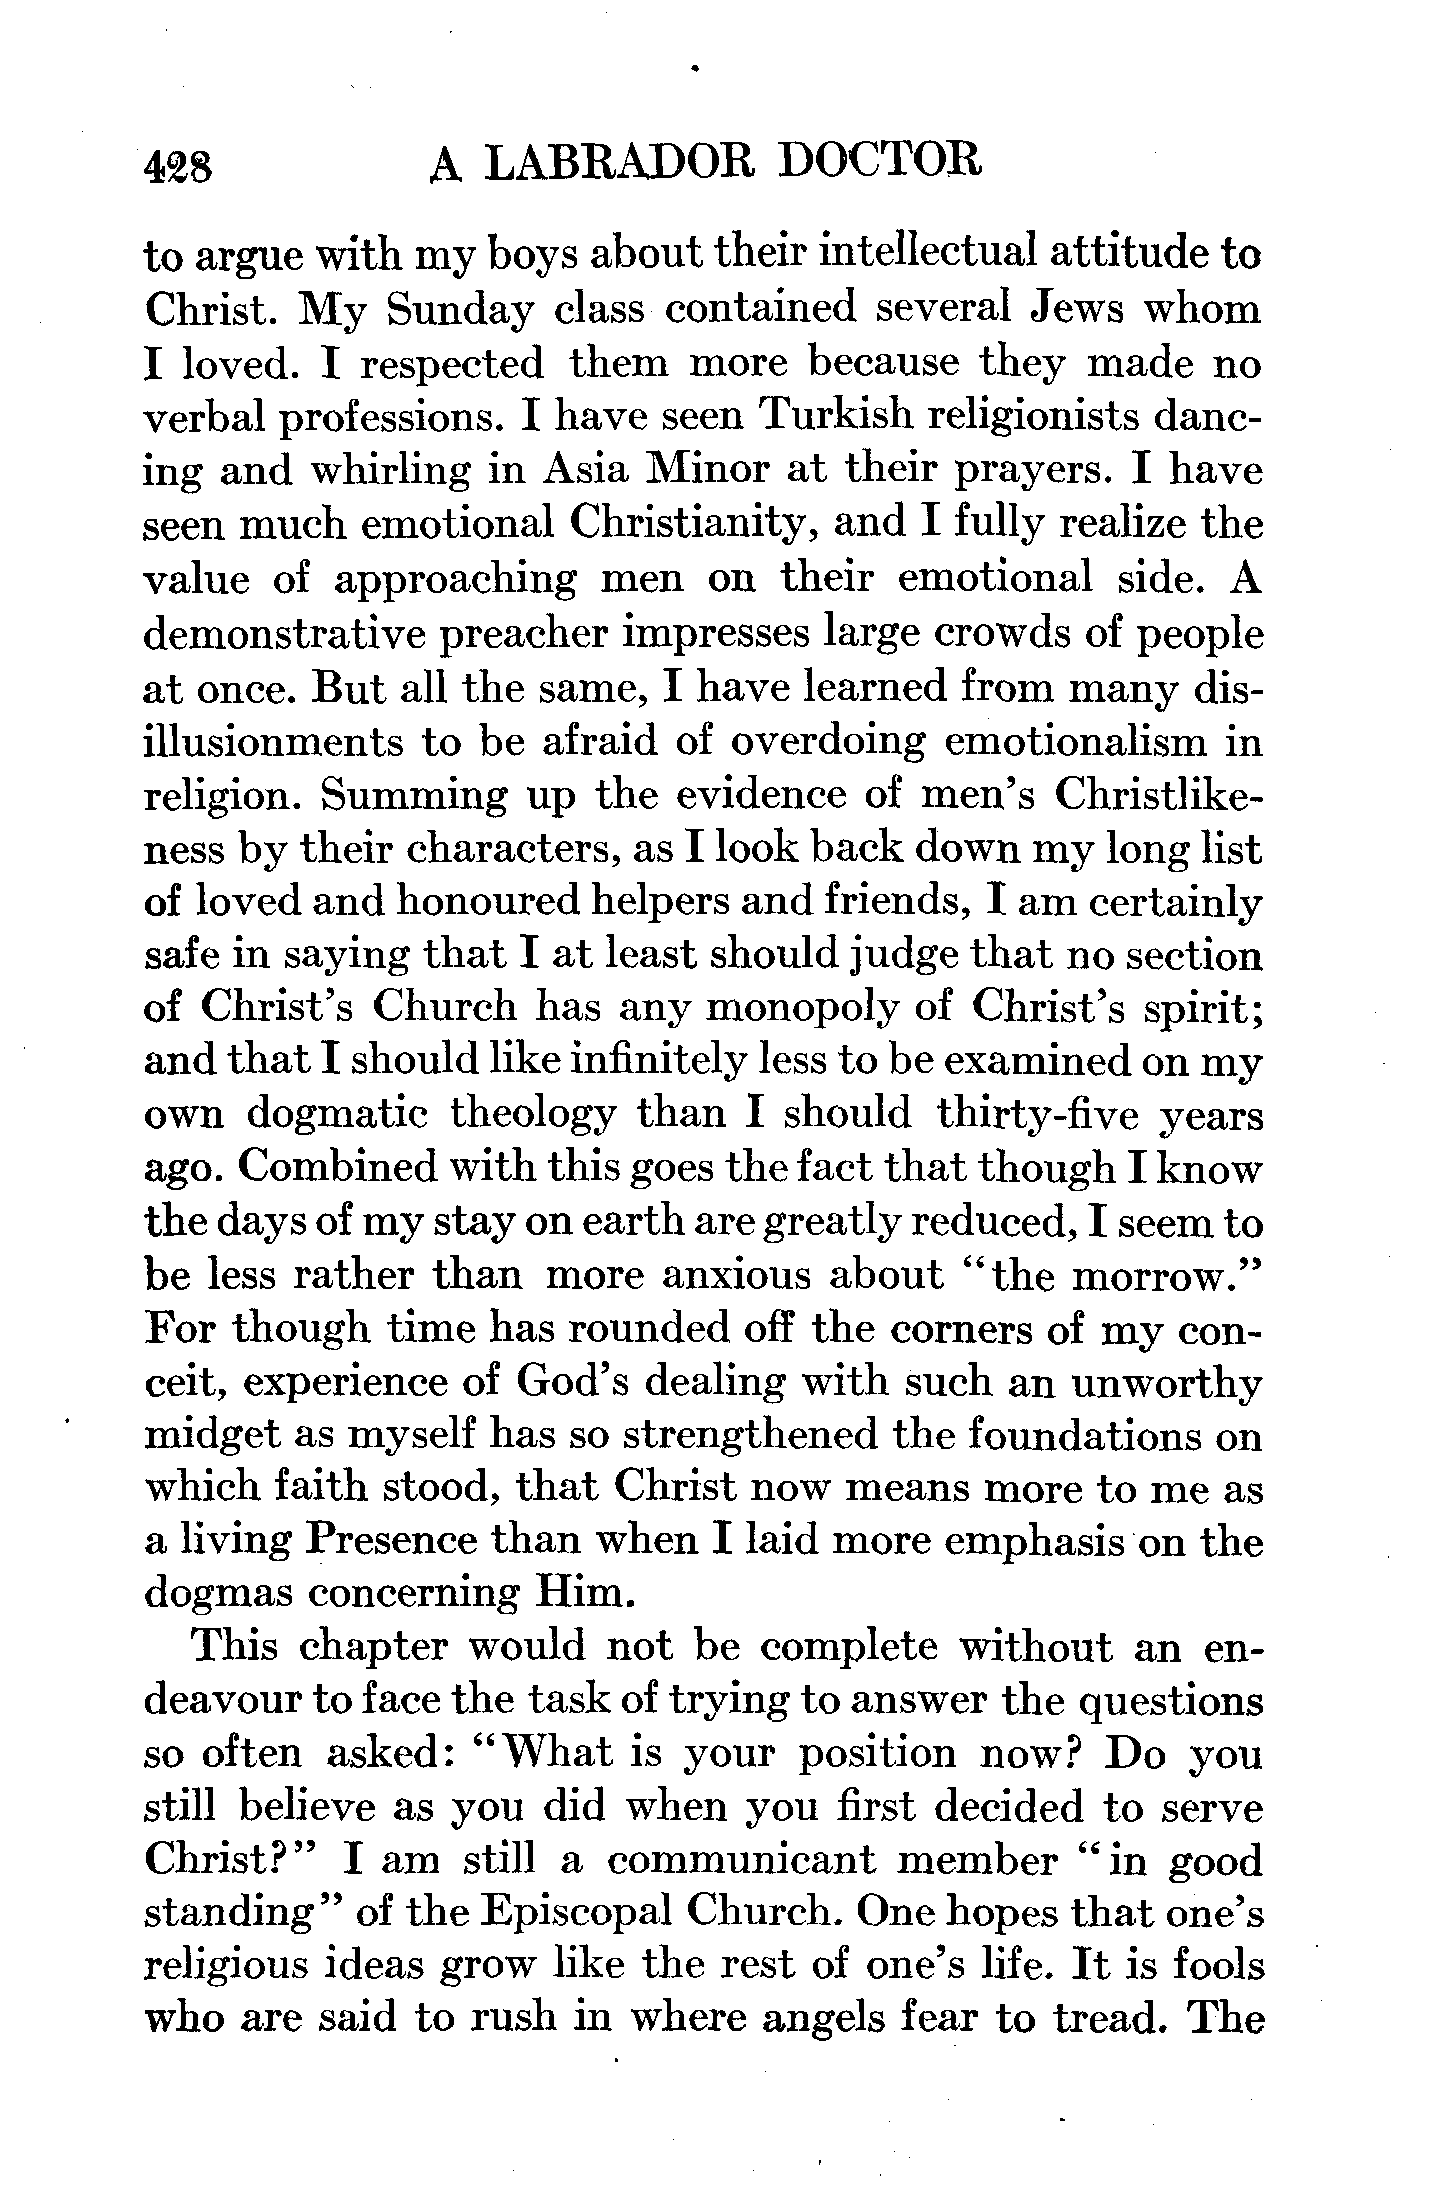 428 A LABRADOR DOCTOR
to argue with my boys about their intellectual attitude to
Christ. My Sunday class contained several Jews whom
I loved. I respected them more because they made no
verbal professions. I have seen Turkish religionists danc-
ing and whirling in Asia Minor at their prayers. I have
seen much emotional Christianity, and I fully realize the
value of approaching men on their emotional side. A
demonstrative preacher impresses large crowds of people
at once. But all the same, I have learned from many dis-
illusionments to be afraid of overdoing emotionalism in
religion. Summing up the evidence of men's Christlike-
ness by their characters, as I look back down my long list
of loved and honoured helpers and friends, I am certainly
safe in saying that I at least should judge that no section
of Christ's Church has any monopoly of Christ's spirit;
and that I should like infinitely less to be examined on my
own dogmatic theology than I should thirty-five years
ago. Combined with this goes the fact that though I know
the days of my stay on earth are greatly reduced, I seem to
be less rather than more anxious about "the morrow."
For though time has rounded off the corners of my con-
ceit, experience of God's dealing with such an unworthy
midget as myself has so strengthened the foundations on
which faith stood, that Christ now means more to me as
a living Presence than when I laid more emphasis on the
dogmas concerning Him.
This chapter would not be complete without an en-
deavour to face the task of trying to answer the questions
so often asked: "What is your position now? Do you
still believe as you did when you first decided to serve
Christ?" I am still a communicant member "in good
standing" of the Episcopal Church. One hopes that one's
religious ideas grow like the rest of one's life. It is fools
who are said to rush in where angels fear to tread. The